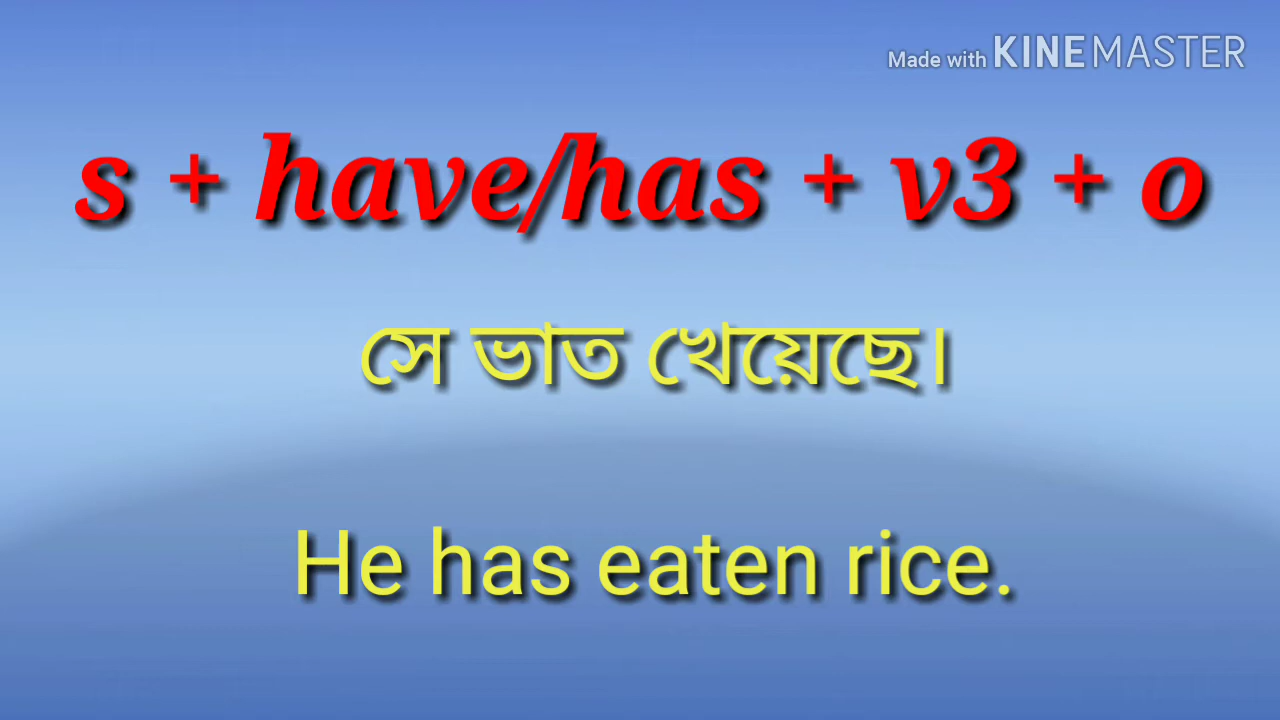 Made with KINEMASTER
s + have/has + v3 + o
সে ভাত খেয়েছে।
He has eaten rice.